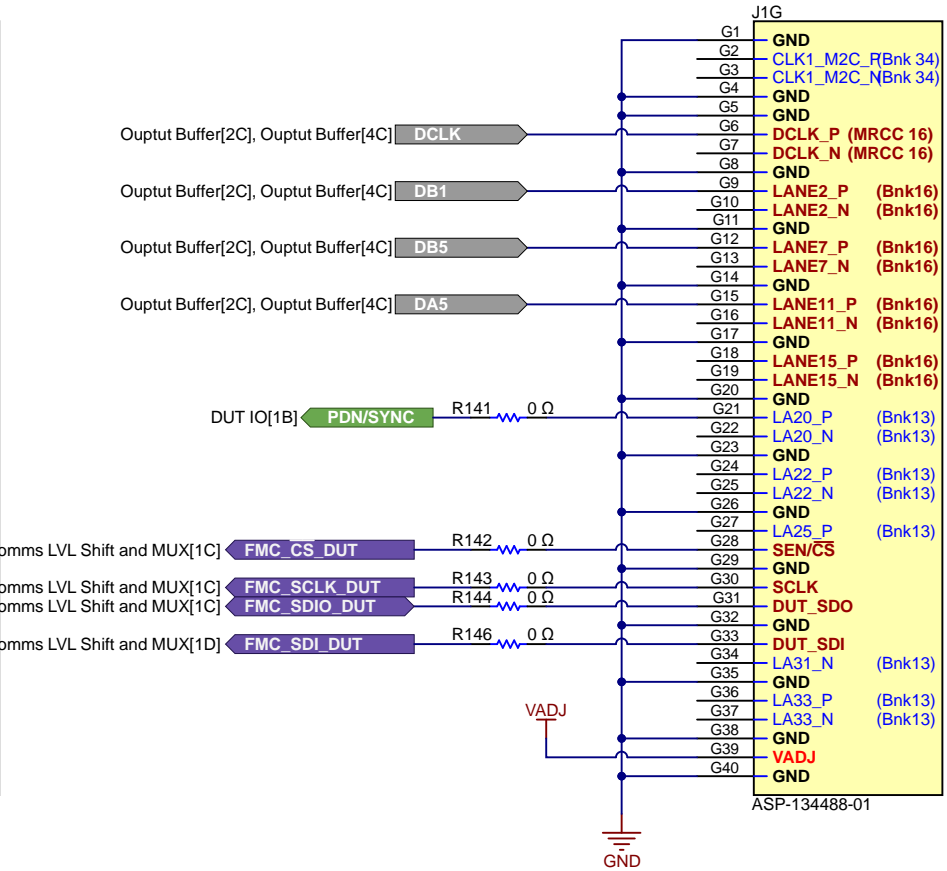 J1G
G1 GND
G2 CLK1_M2C_P(Bnk 34)
G3 CLK1_M2C_N(Bnk 34)
G4 GND
G5 GND
Ouptut Buffer[2C], Ouptut Buffer[4C] DCLK G6 DCLK_P (MRCC 16)
G7 DCLK_N (MRCC 16)
G8 GND
Ouptut Buffer[2C], Ouptut Buffer[4C] DB1 G9 LANE2_P (Bnk16)
G10 LANE2_N (Bnk16)
G11 GND
Ouptut Buffer[2C], Ouptut Buffer[4C] DB5 G12 LANE7_P (Bnk16)
G13 LANE7_N (Bnk16)
G14 GND
Ouptut Buffer[2C], Ouptut Buffer[4C] DA5 G15 LANE11_P (Bnk16)
G16 LANE11_N (Bnk16)
G17 GND
G18 LANE15_P (Bnk16)
G19 LANE15_N (Bnk16)
G20 GND
DUT IO[1B] PDN/SYNC R141 0 Ω G21 LA20_P (Bnk13)
G22 LA20_N (Bnk13)
G23 GND
G24 LA22_P (Bnk13)
G25 LA22_N (Bnk13)
G26 GND
G27 LA25_P (Bnk13)
omms LVL Shift and MUX[1C] FMC_CS_DUT R142 0 Ω G28 SEN/CS
G29 GND
omms LVL Shift and MUX[1C] FMC_SCLK_DUT R143 0 Ω G30 SCLK
omms LVL Shift and MUX[1C] FMC_SDIO_DUT R144 0 Ω G31 DUT_SDO
G32 GND
omms LVL Shift and MUX[1D] FMC_SDI_DUT R146 0 Ω G33 DUT_SDI
G34 LA31_N (Bnk13)
G35 GND
G36 LA33_P (Bnk13)
G37 LA33_N (Bnk13)
G38 GND
VADJ G39 VADJ
G40 GND
ASP-134488-01
GND